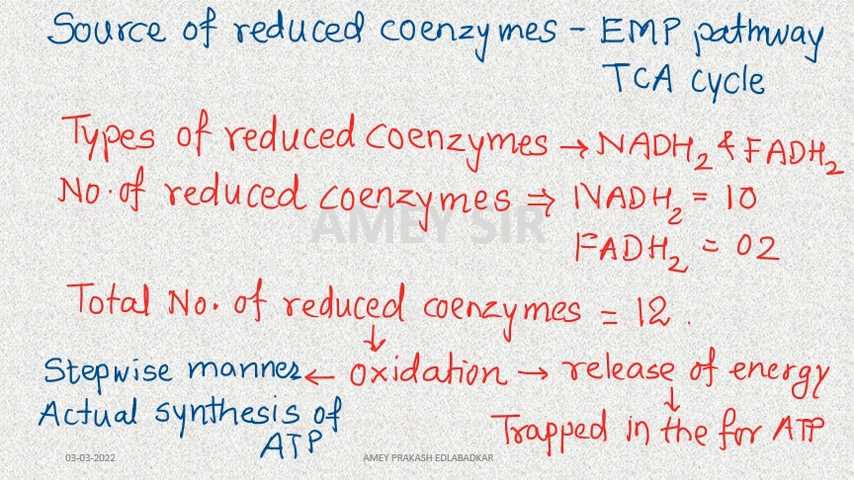 Source of reduced coenzymes - EMP pathway
TCA cycle
Types of reduced coenzymes → NADH₂ & FADH₂
No. of reduced coenzymes ⇒ NADH₂ = 10
AMEY SIR
FADH₂ = 02
Total No. of reduced coenzymes = 12.
↓
Stepwise manner ← oxidation → release of energy
↓
Actual synthesis of ATP
Trapped in the for ATP
03-03-2022
AMEY PRAKASH EDLABADKAR